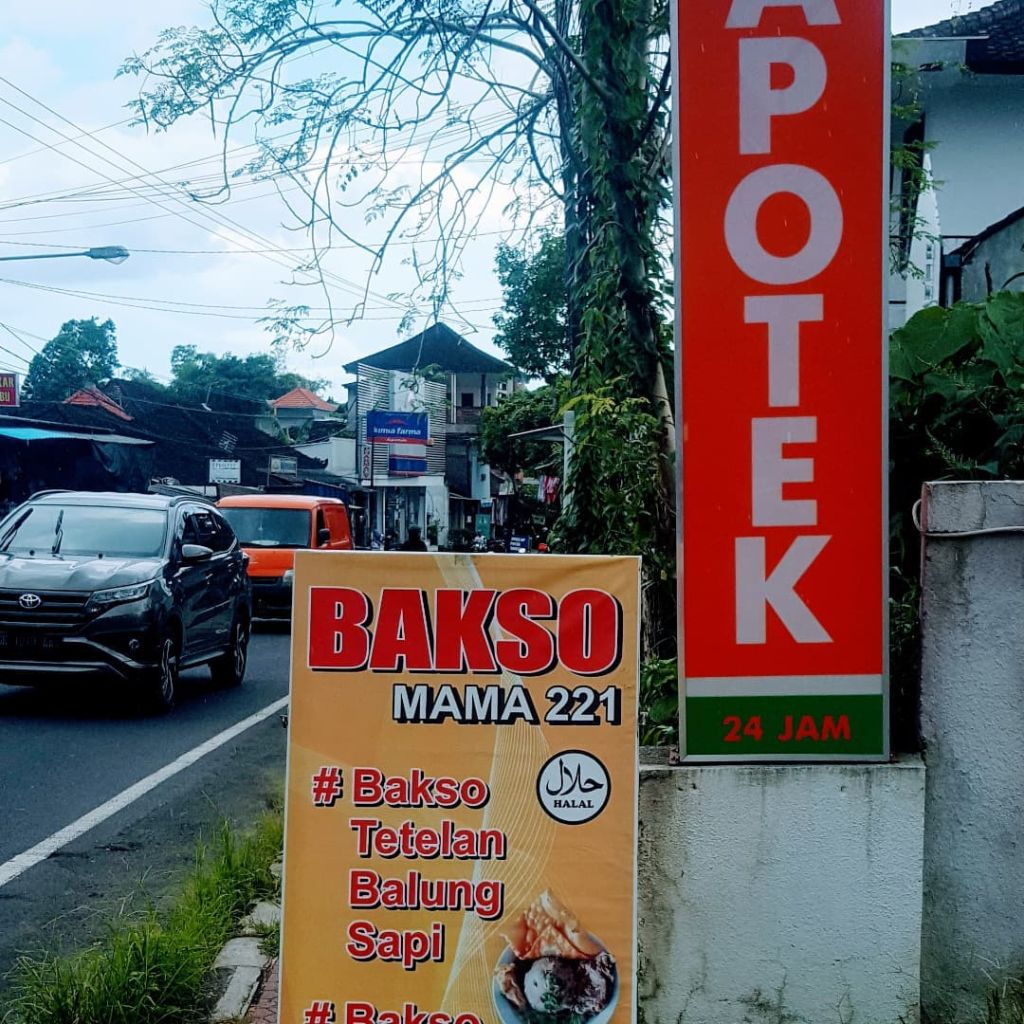 APOTEK
24 JAM
BAKSO
MAMA 221
# Bakso
Tetelan
Balung
Sapi
# Bakso
حلال
HALAL
kimia farma